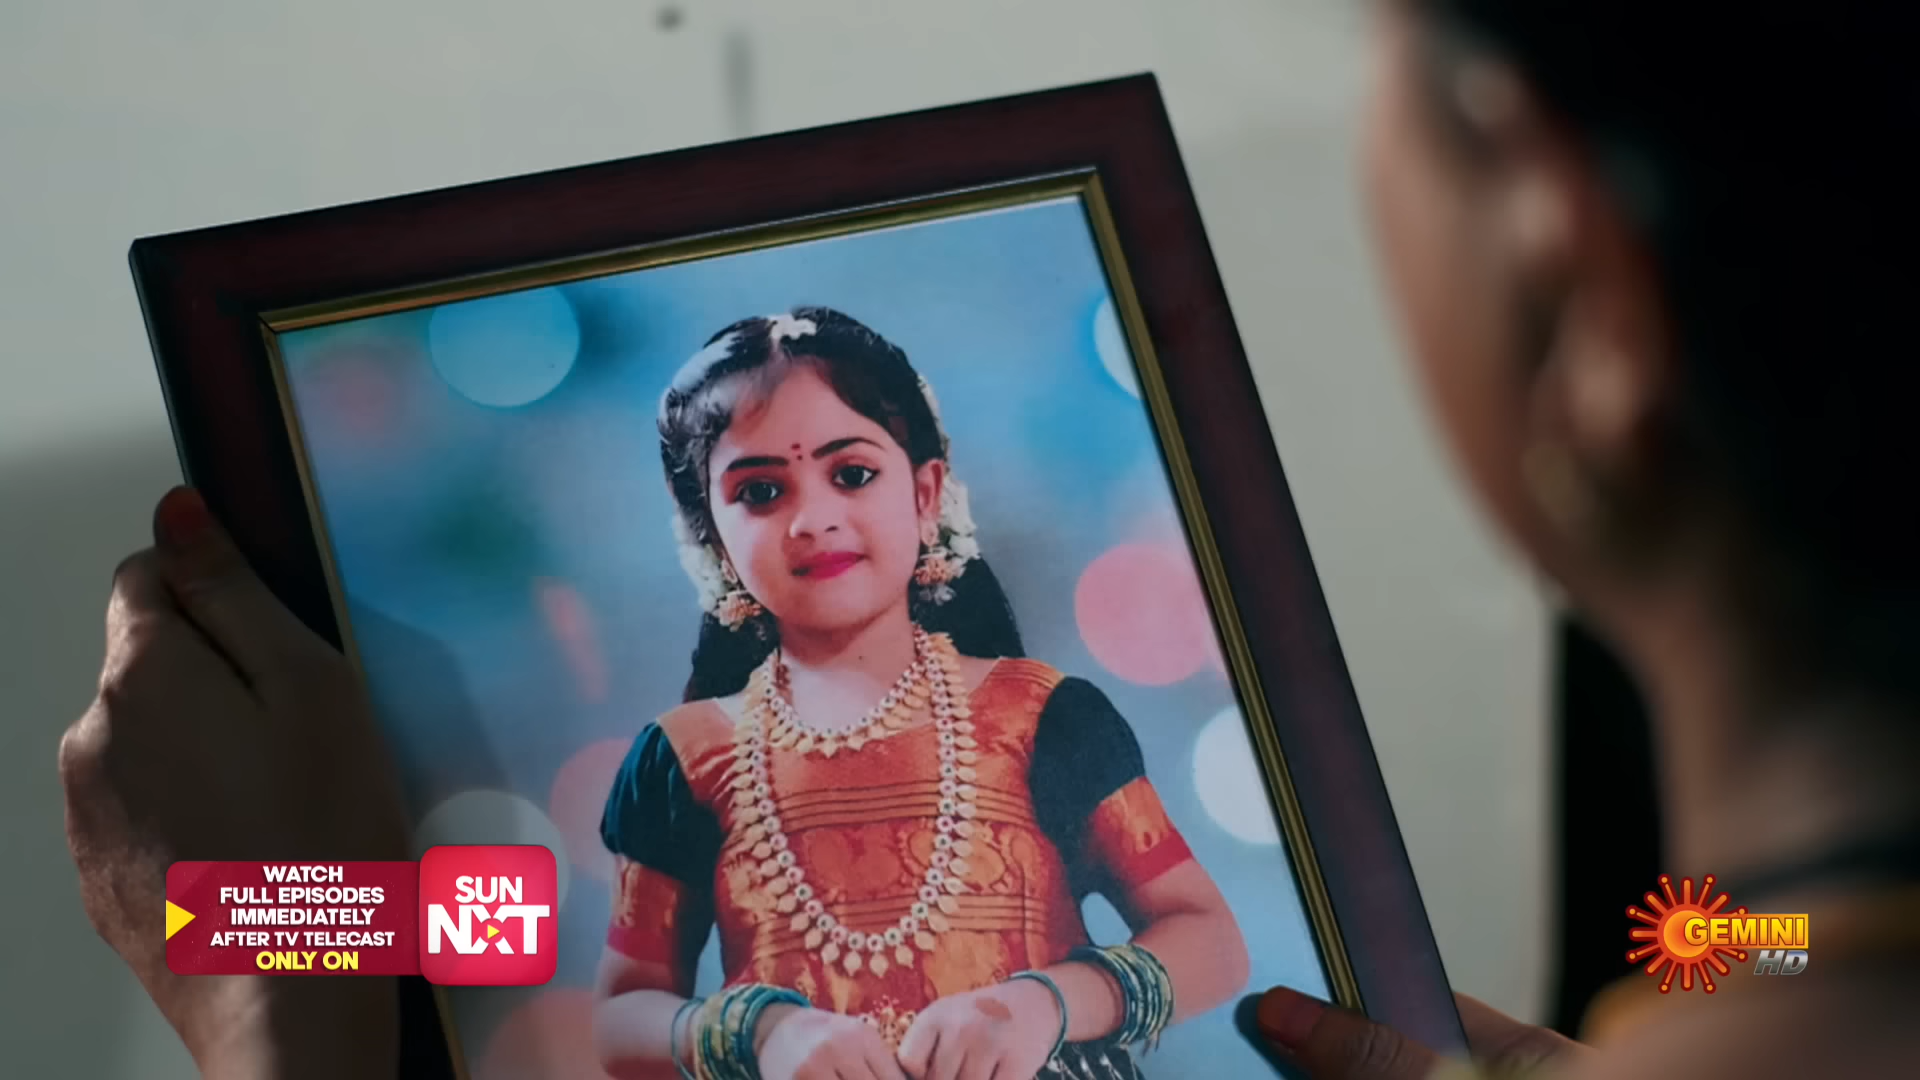 WATCH
FULL EPISODES
IMMEDIATELY
AFTER TV TELECAST
ONLY ON
SUN
NXT
GEMINI
HD